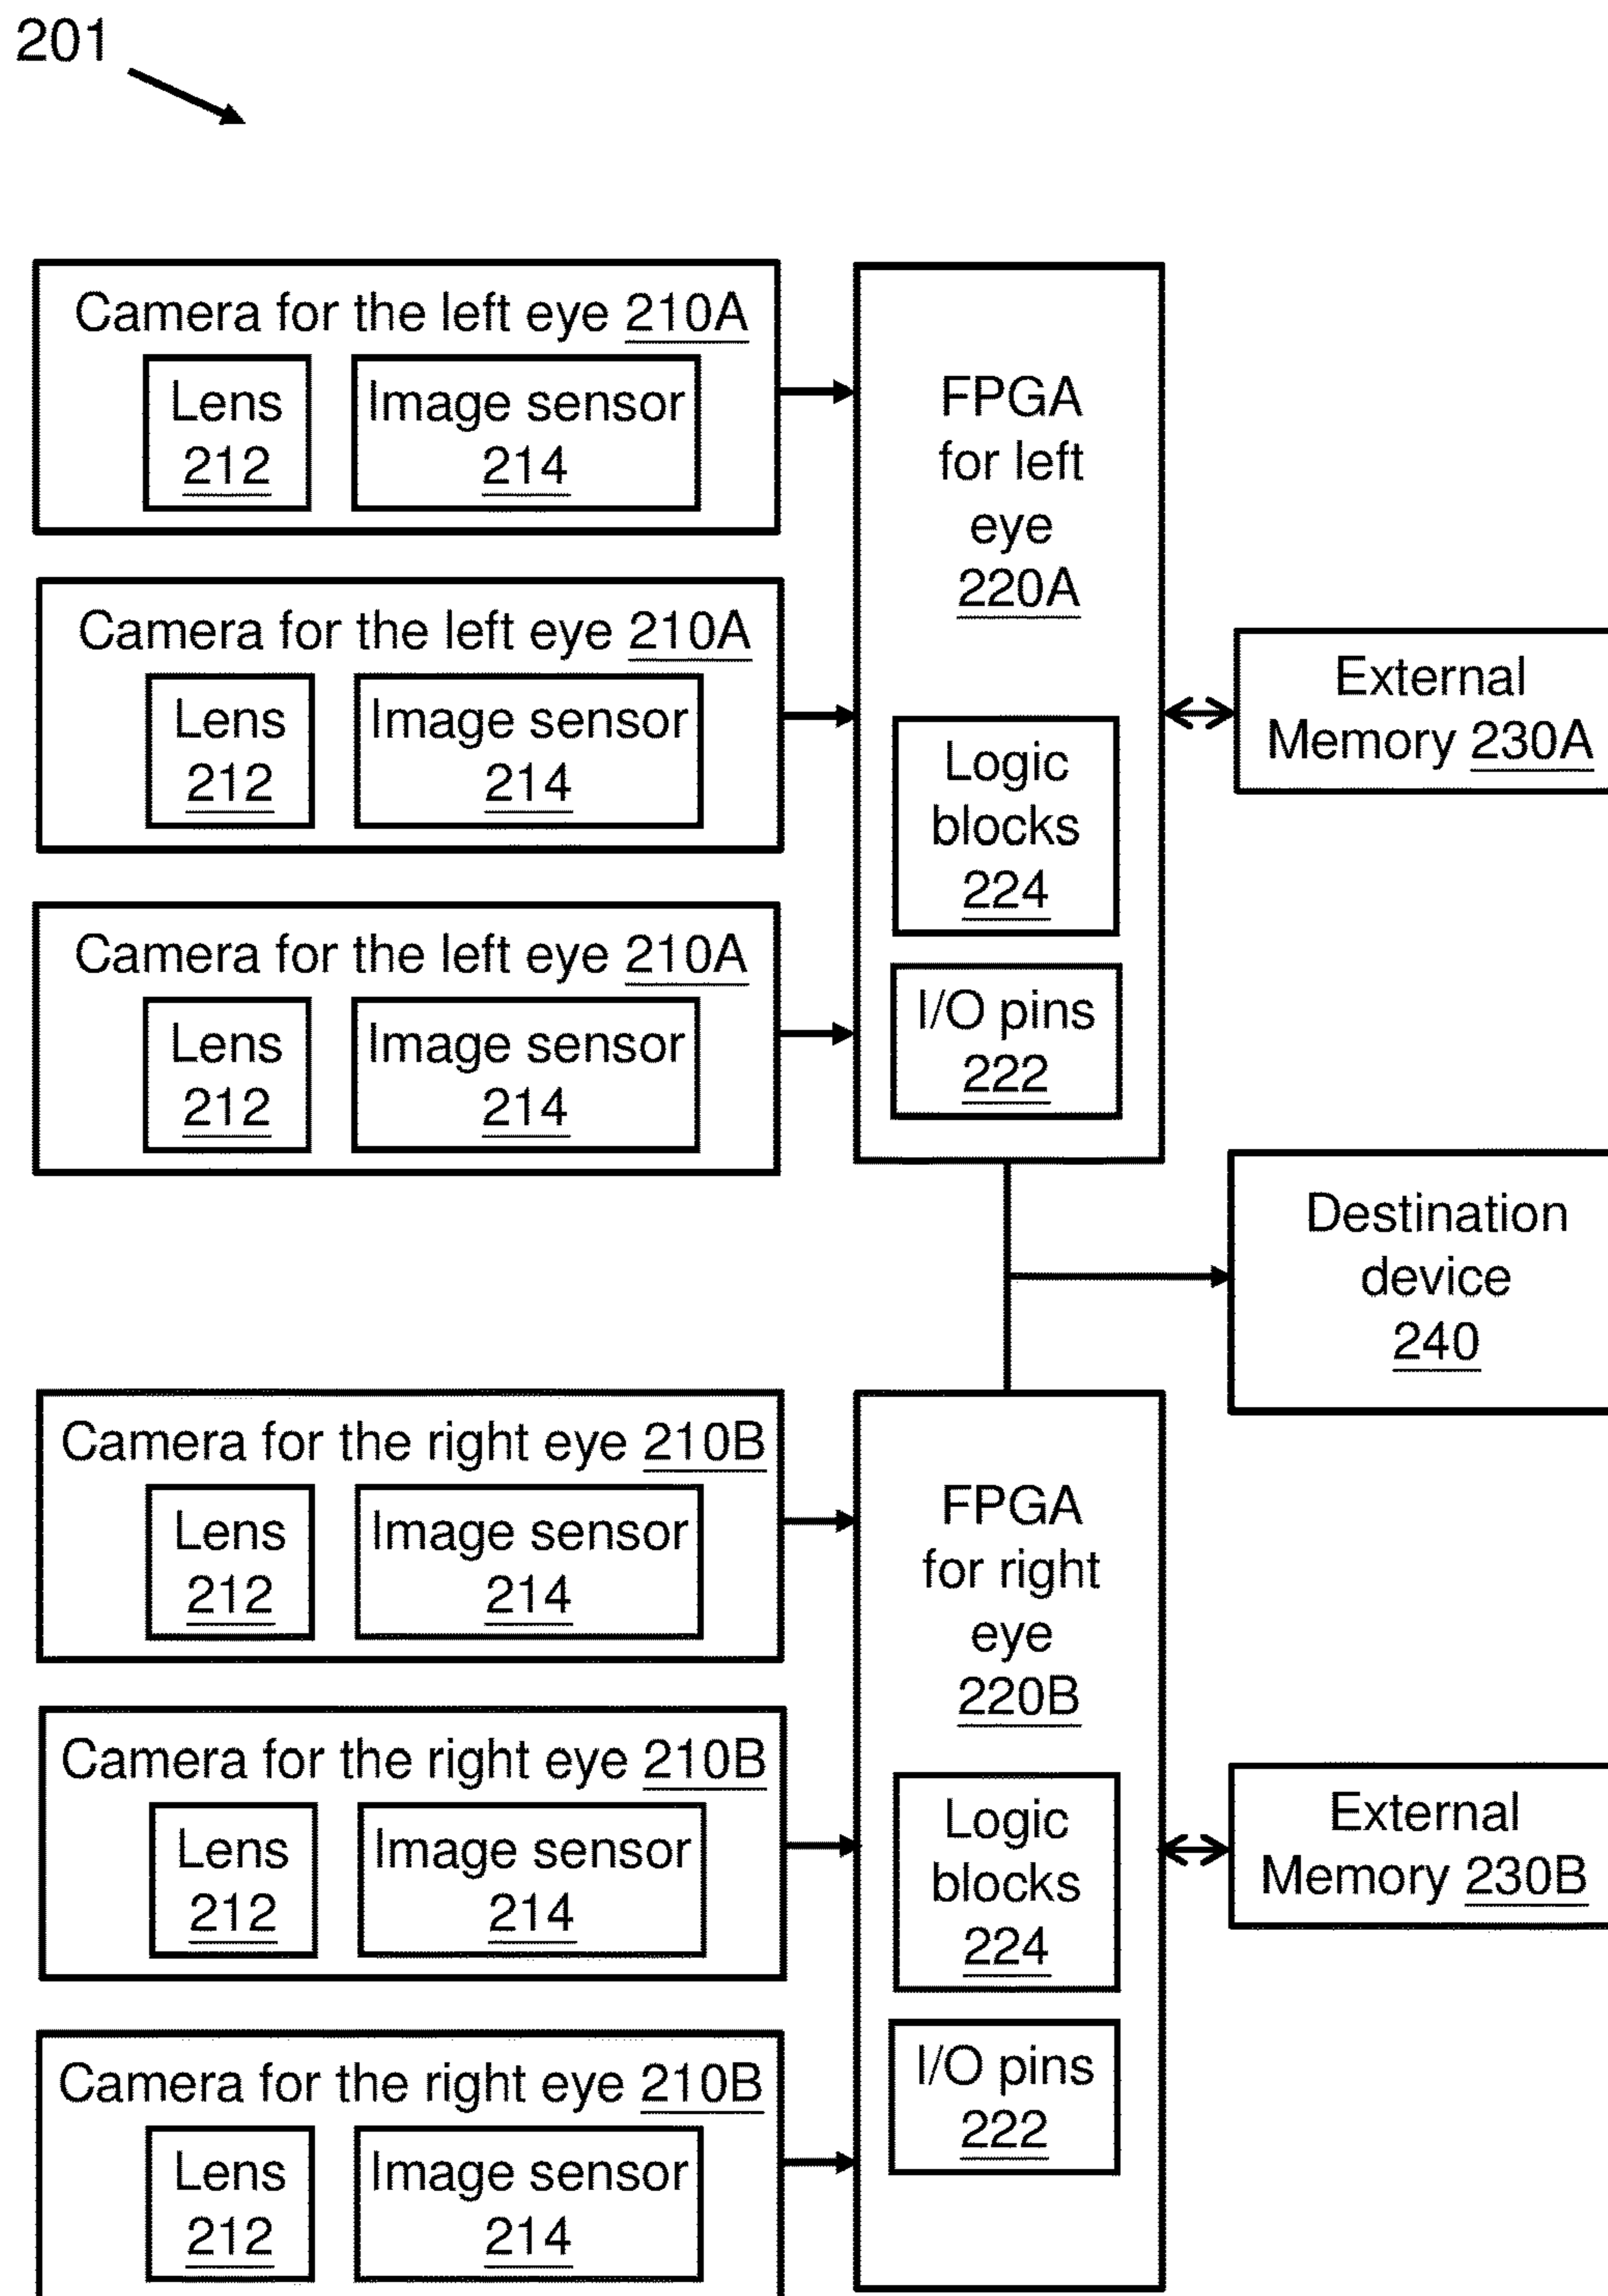 201
Camera for the left eye 210A
Lens
212
Image sensor
214
Camera for the left eye 210A
Lens
212
Image sensor
214
Camera for the left eye 210A
Lens
212
Image sensor
214
FPGA
for left
eye
220A
Logic
blocks
224
I/O pins
222
External
Memory 230A
Destination
device
240
Camera for the right eye 210B
Lens
212
Image sensor
214
Camera for the right eye 210B
Lens
212
Image sensor
214
Camera for the right eye 210B
Lens
212
Image sensor
214
FPGA
for right
eye
220B
Logic
blocks
224
I/O pins
222
External
Memory 230B